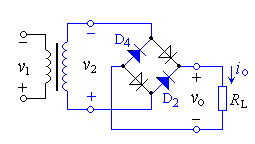 − − D4
v1 v2 + iO
+ + D2 vo RL
−